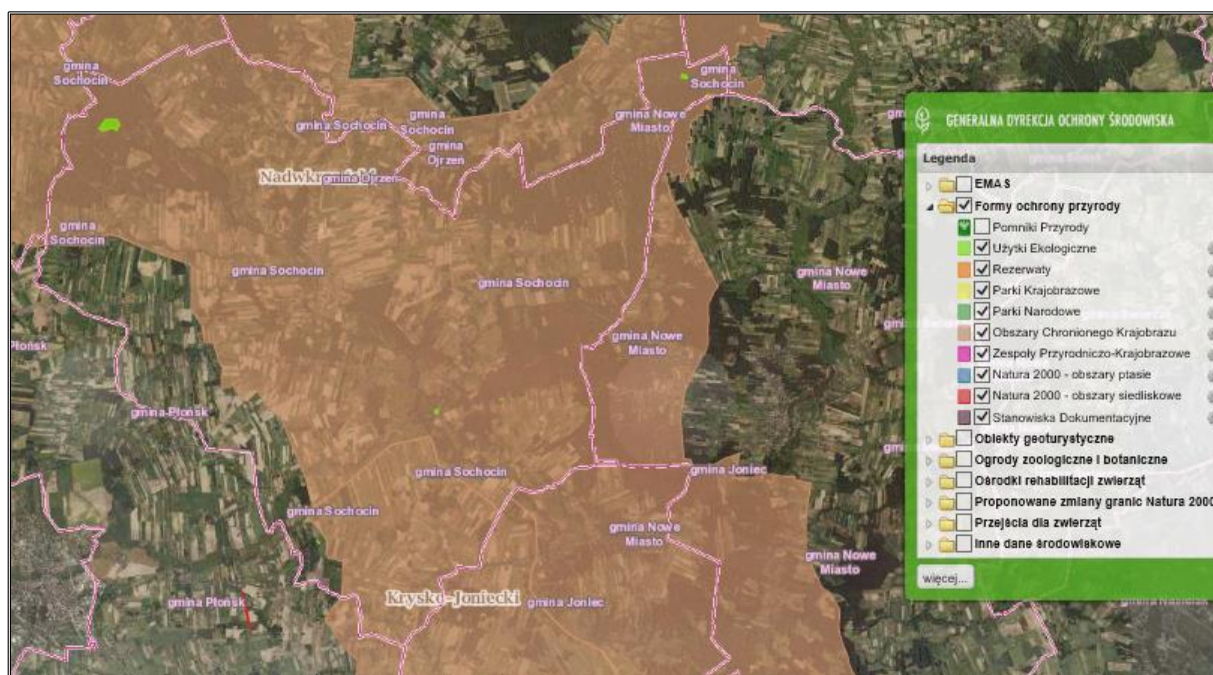 gmina
Sochocin
gmina
Sochocin
gmina Sochocin
gmina
Sochocin
gmina
Ojrzen
gmina Nowe
Miasto
gmina Ojrzen
gmina
Sochocin
gmina Sochocin
gmina Sochocin
gmina Nowe
Miasto
gmina Nowe
Miasto
Płońsk
gmina Płońsk
gmina Sochocin
gmina Joniec
gmina Sochocin
gmina Nowe
Miasto
gmina Nowe
Miasto
gmina Płońsk
Krysko-Joniecki
gmina Joniec
GENERALNA DYREKCJA OCHRONY ŚRODOWISKA
Legenda
EMAS
Formy ochrony przyrody
Pomniki Przyrody
Użytki Ekologiczne
Rezerwaty
Parki Krajobrazowe
Parki Narodowe
Obszary Chronionego Krajobrazu
Zespoły Przyrodniczo-Krajobrazowe
Natura 2000 - obszary ptasie
Natura 2000 - obszary siedliskowe
Stanowiska Dokumentacyjne
Obiekty geoturystyczne
Ogrody zoologiczne i botaniczne
Ośrodki rehabilitacji zwierząt
Proponowane zmiany granic Natura 2000
Przejścia dla zwierząt
Inne dane środowiskowe
więcej...